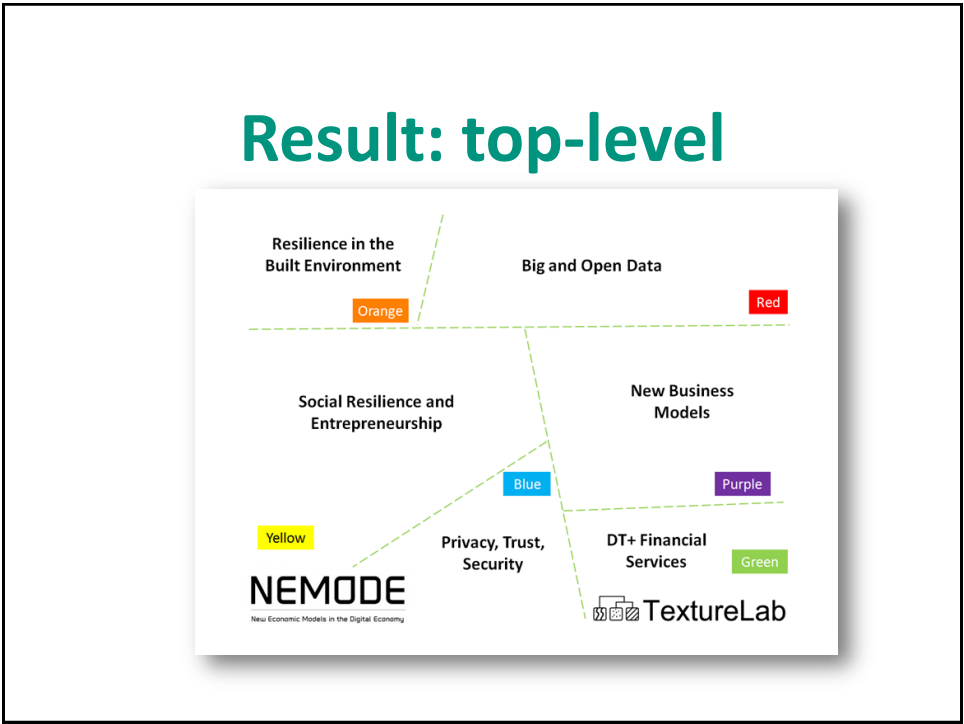 Result: top-level
Resilience in the
Built Environment
Orange
Big and Open Data
Red
Social Resilience and
Entrepreneurship
New Business
Models
Blue
Purple
Yellow
Privacy, Trust,
Security
DT+ Financial
Services
Green
NEMODE
New Economic Models in the Digital Economy
TextureLab